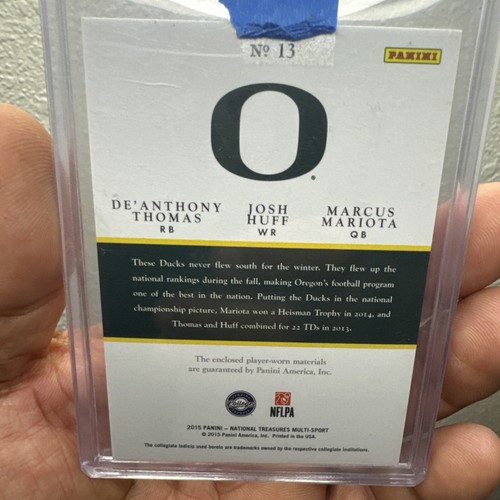 Nº 13
PANINI
O
DE'ANTHONY THOMAS RB
JOSH HUFF WR
MARCUS MARIOTA QB
These Ducks never flew south for the winter. They flew up the
national rankings during the fall, making Oregon's football program
one of the best in the nation. Putting the Ducks in the national
championship picture, Mariota won a Heisman Trophy in 2014, and
Thomas and Huff combined for 22 TDs in 2013.
The enclosed player-worn materials
are guaranteed by Panini America, Inc.
NFLPA
2015 PANINI – NATIONAL TREASURES MULTI-SPORT
© 2015 Panini America, Inc. Printed in the USA.
The collegiate indicia used herein are trademarks owned by the respective collegiate institutions.